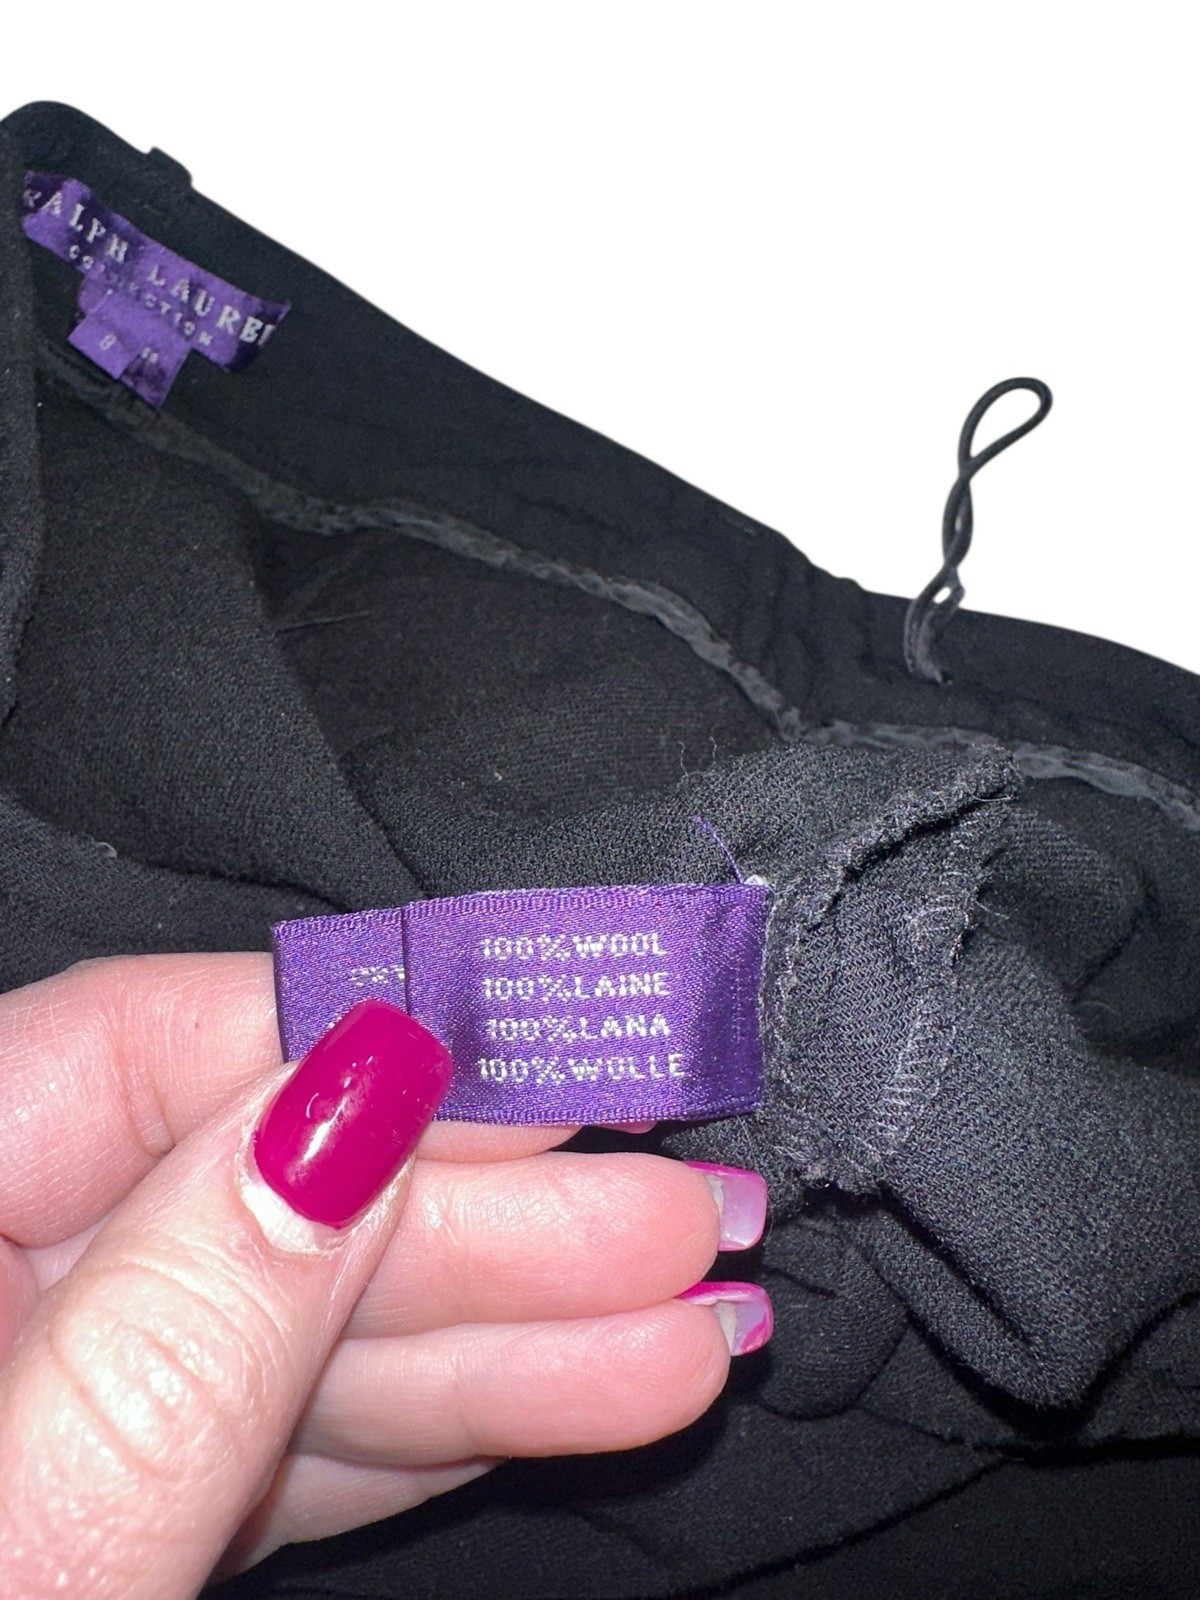 RALPH LAUREN
COLLECTION
8
100% WOOL
100% LAINE
100% LANA
100% WOLLE